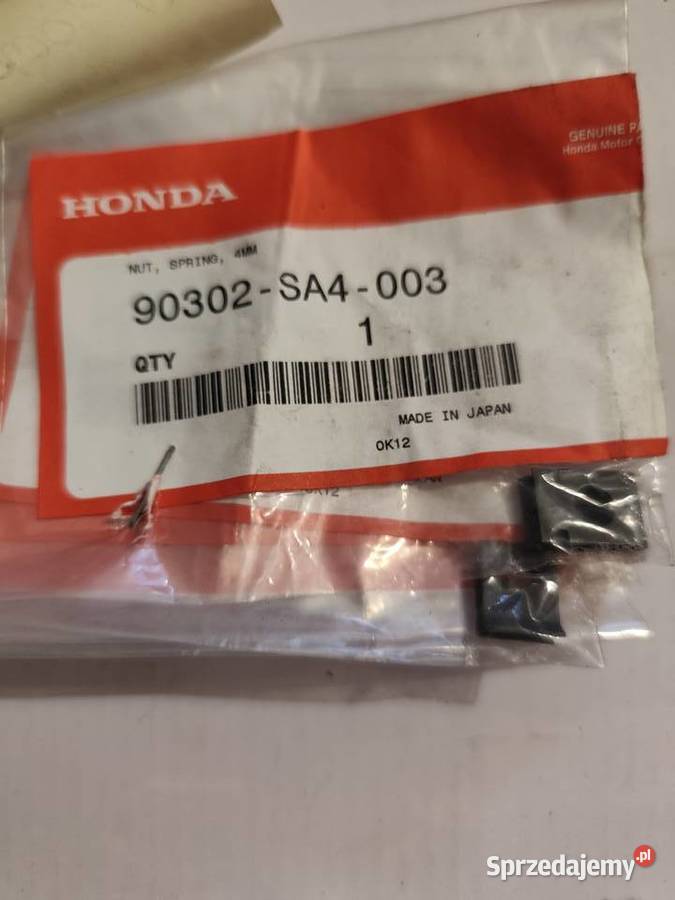 GENUINE PA
Honda Motor C
HONDA
NUT, SPRING, 4MM
90302-SA4-003
1
QTY
MADE IN JAPAN
OK12
OK12
Sprzedajemy.pl